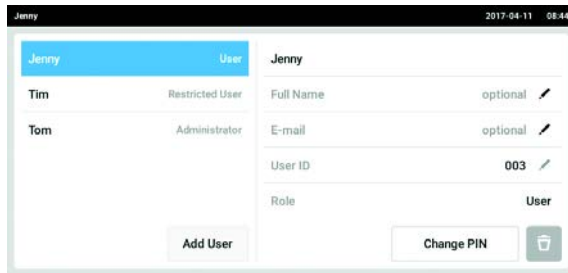 Jenny 2017-04-11 08:44
Jenny User
Tim Restricted User
Tom Administrator
Add User
Jenny
Full Name optional
E-mail optional
User ID 003
Role User
Change PIN